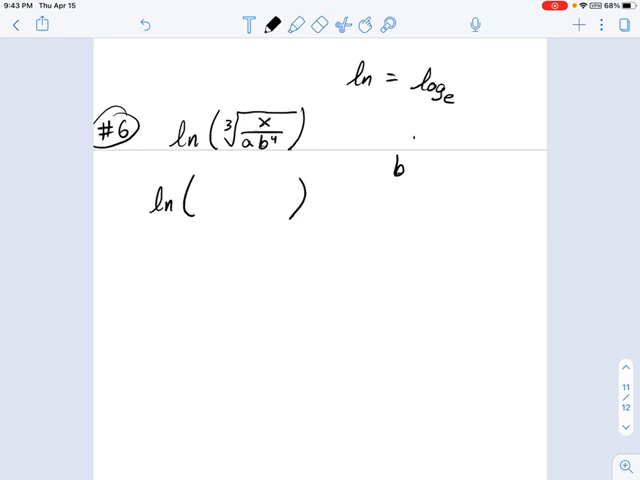 9:43 PM Thu Apr 15
68%
T
ln = log_e
#6 ln(∛(x/(ab⁴)))
b
ln( )
11
/
12